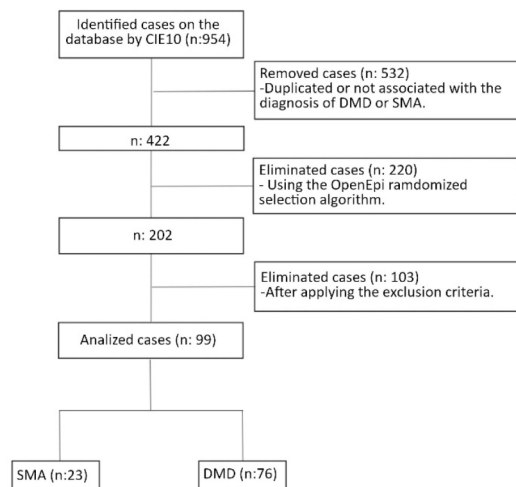 Identified cases on the
database by CIE10 (n:954)
Removed cases (n: 532)
-Duplicated or not associated with the
diagnosis of DMD or SMA.
n: 422
Eliminated cases (n: 220)
- Using the OpenEpi ramdomized
selection algorithm.
n: 202
Eliminated cases (n: 103)
-After applying the exclusion criteria.
Analized cases (n: 99)
SMA (n:23)
DMD (n:76)